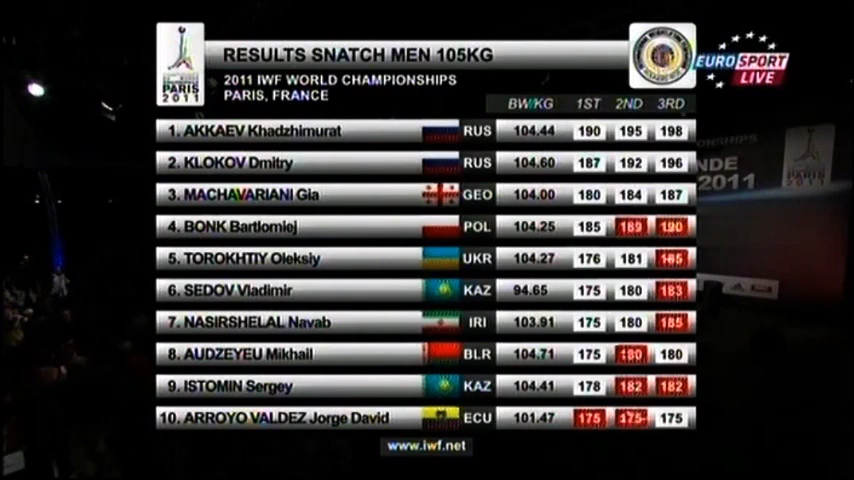 RESULTS SNATCH MEN 105KG
EUROSPORT
LIVE
PARIS
2011
2011 IWF WORLD CHAMPIONSHIPS
PARIS, FRANCE
BW/KG 1ST 2ND 3RD
1. AKKAEV Khadzhimurat RUS 104.44 190 195 198
2. KLOKOV Dmitry RUS 104.60 187 192 196
3. MACHAVARIANI Gia GEO 104.00 180 184 187
4. BONK Bartlomiej POL 104.25 185 189 190
5. TOROKHTIY Oleksiy UKR 104.27 176 181 185
6. SEDOV Vladimir KAZ 94.65 175 180 183
7. NASIRSHELAL Navab IRI 103.91 175 180 185
8. AUDZEYEU Mikhail BLR 104.71 175 180 180
9. ISTOMIN Sergey KAZ 104.41 178 182 182
10. ARROYO VALDEZ Jorge David ECU 101.47 175 175 175
www.iwf.net
2011